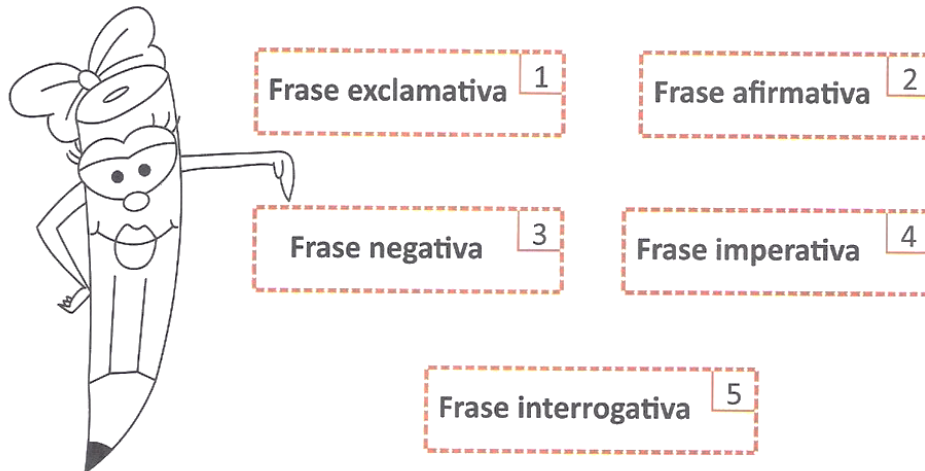 Frase exclamativa 1
Frase afirmativa 2
Frase negativa 3
Frase imperativa 4
Frase interrogativa 5